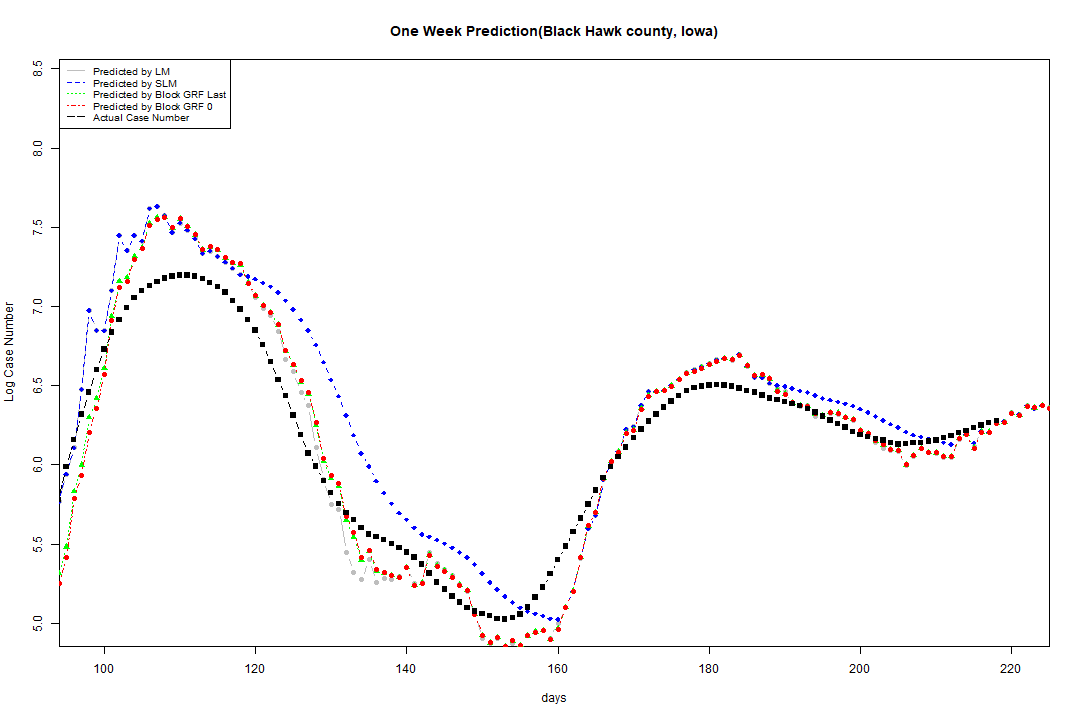 One Week Prediction(Black Hawk county, Iowa)
Predicted by LM
Predicted by SLM
Predicted by Block GRF Last
Predicted by Block GRF 0
Actual Case Number
8.5
8.0
7.5
7.0
6.5
6.0
5.5
5.0
Log Case Number
100 120 140 160 180 200 220
days